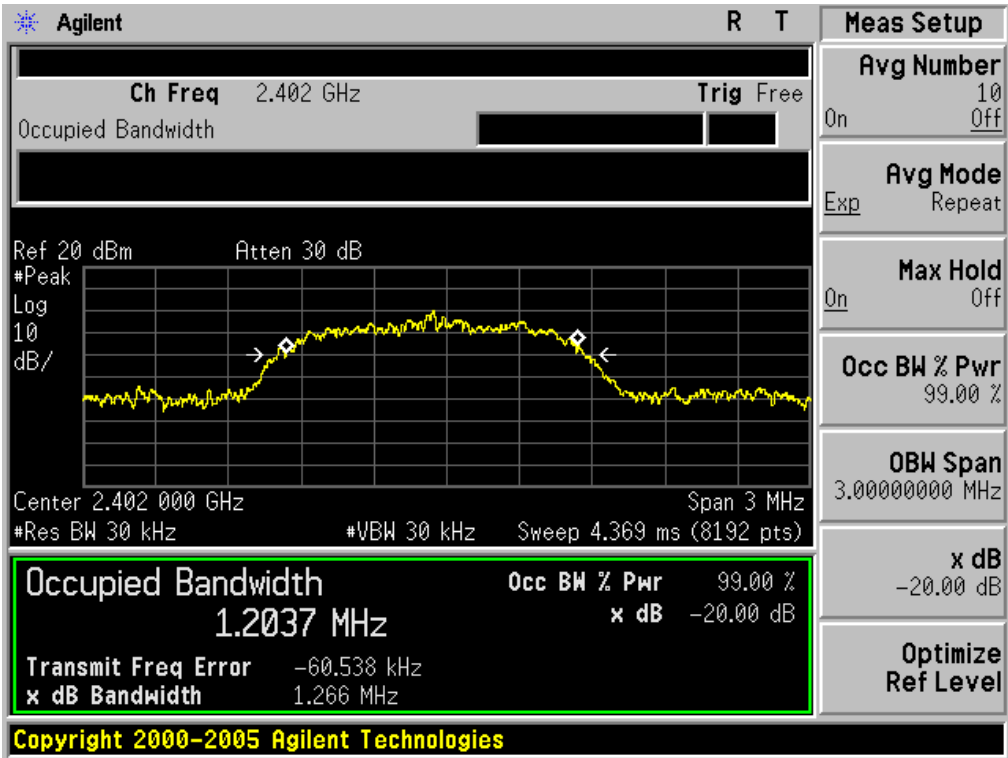 Agilent R T Meas Setup
Ch Freq 2.402 GHz Trig Free
Occupied Bandwidth
Ref 20 dBm Atten 30 dB
#Peak
Log
10
dB/
Center 2.402 000 GHz Span 3 MHz
#Res BW 30 kHz #VBW 30 kHz Sweep 4.369 ms (8192 pts)
Occupied Bandwidth Occ BW % Pwr 99.00 %
1.2037 MHz x dB -20.00 dB
Transmit Freq Error -60.538 kHz
x dB Bandwidth 1.266 MHz
Avg Number
10
On Off
Avg Mode
Exp Repeat
Max Hold
On Off
Occ BW % Pwr
99.00 %
OBW Span
3.00000000 MHz
x dB
-20.00 dB
Optimize
Ref Level
Copyright 2000-2005 Agilent Technologies